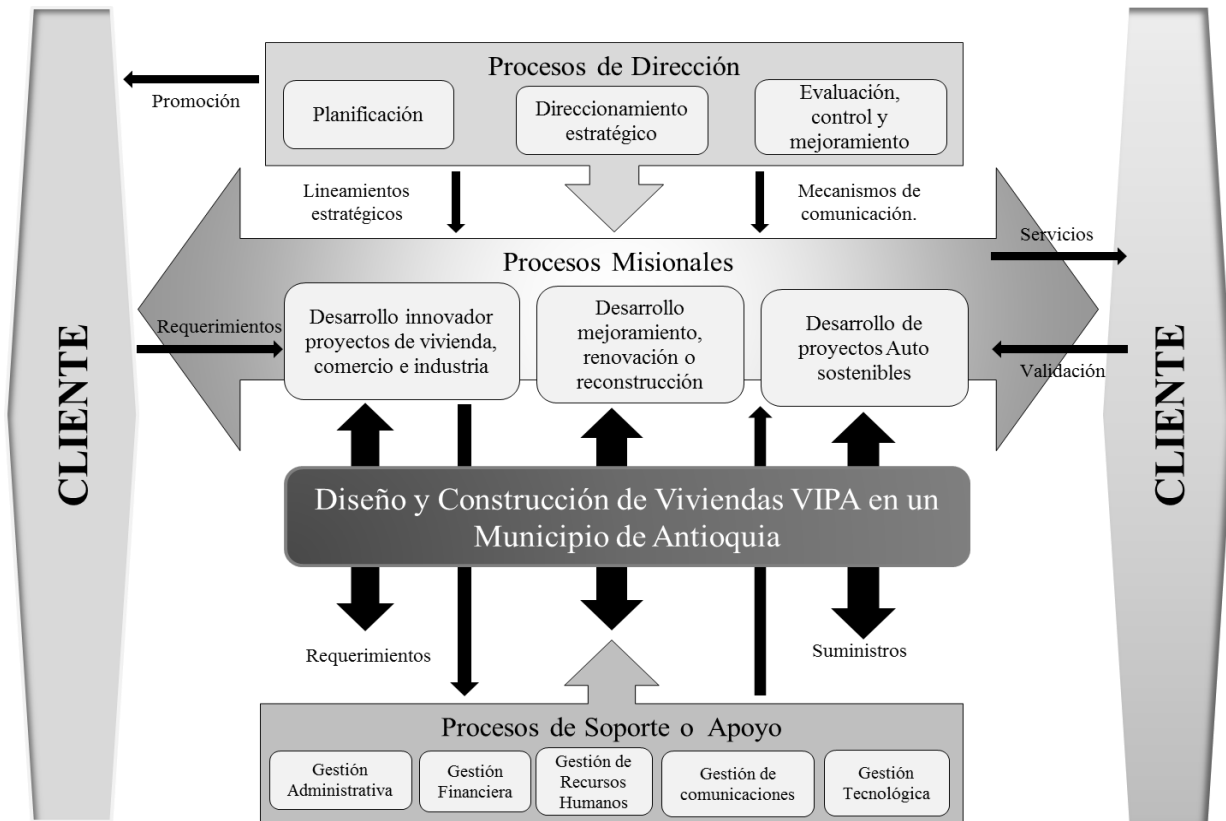 Procesos de Dirección
Promoción
Planificación
Direccionamiento
estratégico
Evaluación,
control y
mejoramiento
Lineamientos
estratégicos
Mecanismos de
comunicación.
Servicios
Procesos Misionales
CLIENTE
Requerimientos
Desarrollo innovador
proyectos de vivienda,
comercio e industria
Desarrollo
mejoramiento,
renovación o
reconstrucción
Desarrollo de
proyectos Auto
sostenibles
Validación
CLIENTE
Diseño y Construcción de Viviendas VIPA en un
Municipio de Antioquia
Requerimientos
Suministros
Procesos de Soporte o Apoyo
Gestión
Administrativa
Gestión
Financiera
Gestión de
Recursos
Humanos
Gestión de
comunicaciones
Gestión
Tecnológica